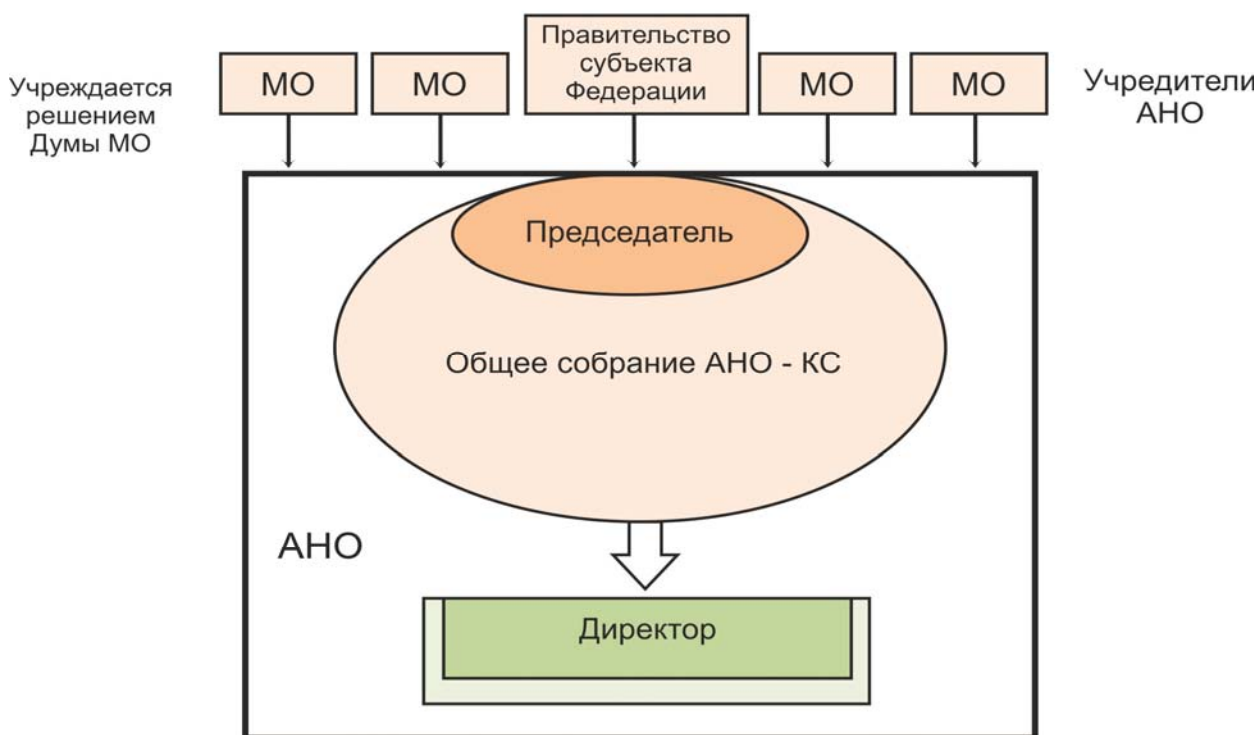 Учреждается
решением
Думы МО
МО
МО
Правительство
субъекта
Федерации
МО
МО
Учредители
АНО
Председатель
Общее собрание АНО - КС
АНО
Директор